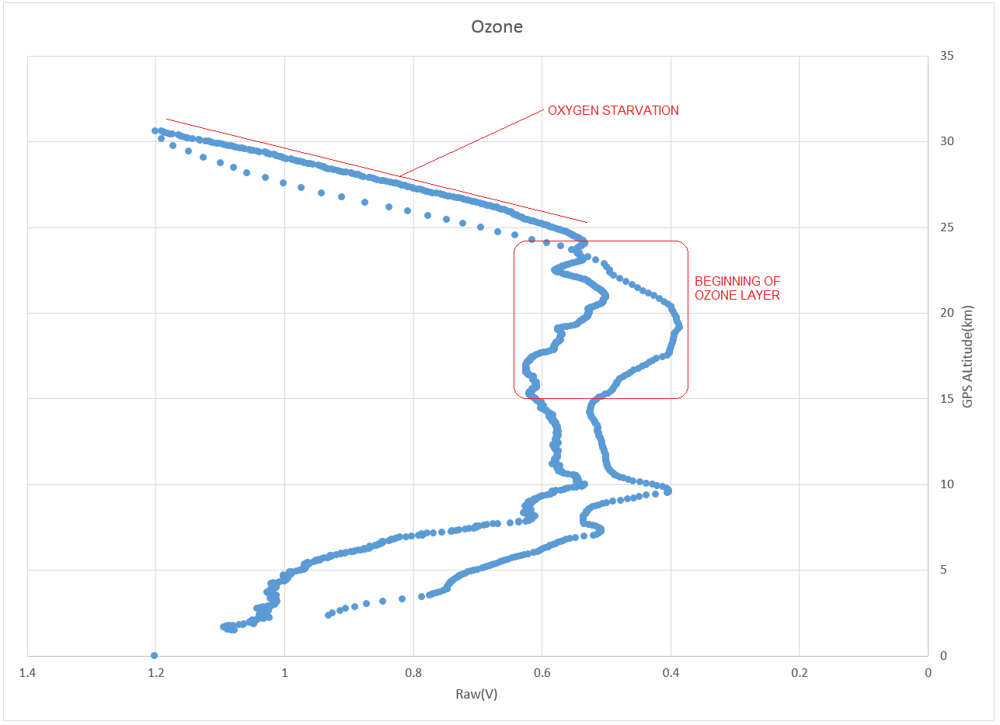 Ozone
35
OXYGEN STARVATION
30
25
BEGINNING OF
OZONE LAYER
20
GPS ALtitude(km)
15
10
5
0
1.4 1.2 1 0.8 0.6 0.4 0.2 0
Raw(V)